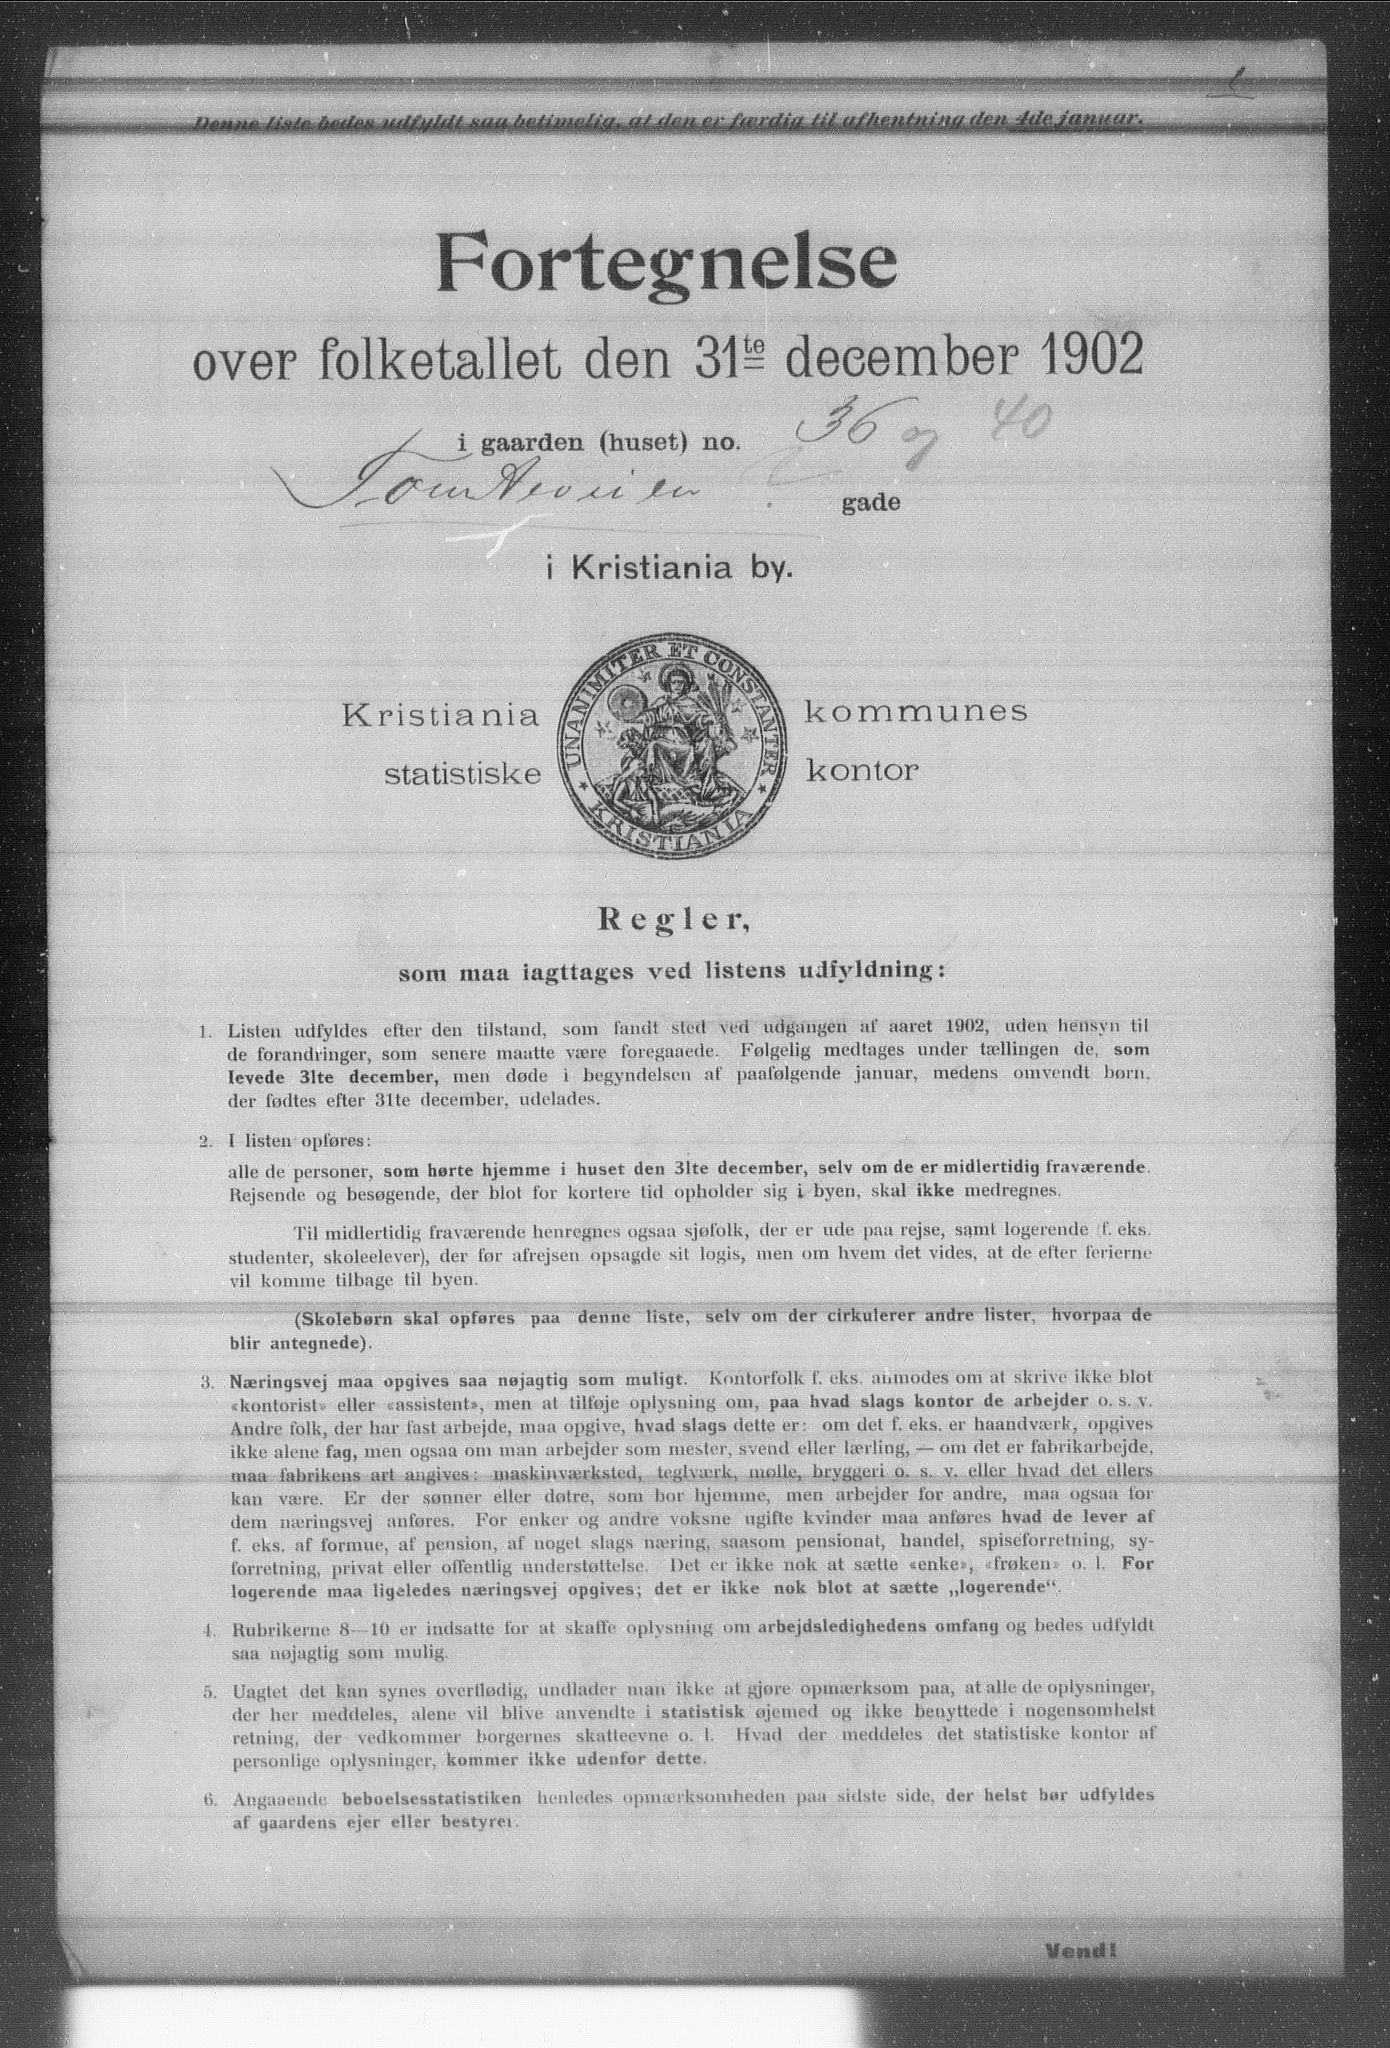 Denne liste bedes udfyldt saa betimelig, at den er færdig til afhentning den 4de januar.
Fortegnelse
over folketallet den 31te december 1902
i gaarden (huset) no. 36 og 40
gade
i Kristiania by.
Kristiania kommunes
statistiske kontor
UNANIMITER ET CONSTANTER
KRISTIANIA
Regler,
som maa iagttages ved listens udfyldning:
1. Listen udfyldes efter den tilstand, som fandt sted ved udgangen af aaret 1902, uden hensyn til
de forandringer, som senere maatte være foregaaede. Følgelig medtages under tællingen de, som
levede 31te december, men døde i begyndelsen af paafølgende januar, medens omvendt børn,
der fødtes efter 31te december, udelades.
2. I listen opføres:
alle de personer, som hørte hjemme i huset den 31te december, selv om de er midlertidig fraværende.
Rejsende og besøgende, der blot for kortere tid opholder sig i byen, skal ikke medregnes.
Til midlertidig fraværende henregnes ogsaa sjøfolk, der er ude paa rejse, samt logerende (f. eks.
studenter, skoleelever), der før afrejsen opsagde sit logis, men om hvem det vides, at de efter ferierne
vil komme tilbage til byen.
(Skolebørn skal opføres paa denne liste, selv om der cirkulerer andre lister, hvorpaa de
blir antegnede).
3. Næringsvej maa opgives saa nøjagtig som muligt. Kontorfolk f. eks. anmodes om at skrive ikke blot
«kontorist» eller «assistent», men at tilføje oplysning om, paa hvad slags kontor de arbejder o. s. v.
Andre folk, der har fast arbejde, maa opgive, hvad slags dette er: om det f. eks. er haandværk, opgives
ikke alene fag, men ogsaa om man arbejder som mester, svend eller lærling, — om det er fabrikarbejde,
maa fabrikens art angives: maskinværksted, teglværk, mølle, bryggeri o. s. v. eller hvad det ellers
kan være. Er der sønner eller døtre, som bor hjemme, men arbejder for andre, maa ogsaa for
dem næringsvej anføres. For enker og andre voksne ugifte kvinder maa anføres hvad de lever af
f. eks. af formue, af pension, af noget slags næring, saasom pensionat, handel, spiseforretning, sy-
forretning, privat eller offentlig understøttelse. Det er ikke nok at sætte «enke», «frøken» o. l. For
logerende maa ligeledes næringsvej opgives; det er ikke nok blot at sætte „logerende“.
4. Rubrikerne 8—10 er indsatte for at skaffe oplysning om arbejdsledighedens omfang og bedes udfyldt
saa nøjagtig som mulig.
5. Uagtet det kan synes overflødig, undlader man ikke at gjøre opmærksom paa, at alle de oplysninger,
der her meddeles, alene vil blive anvendte i statistisk øjemed og ikke benyttede i nogensomhelst
retning, der vedkommer borgernes skatteevne o. l. Hvad der meddeles det statistiske kontor af
personlige oplysninger, kommer ikke udenfor dette.
6. Angaaende beboelsesstatistiken henledes opmærksomheden paa sidste side, der helst bør udfyldes
af gaardens ejer eller bestyrer.
Vend!